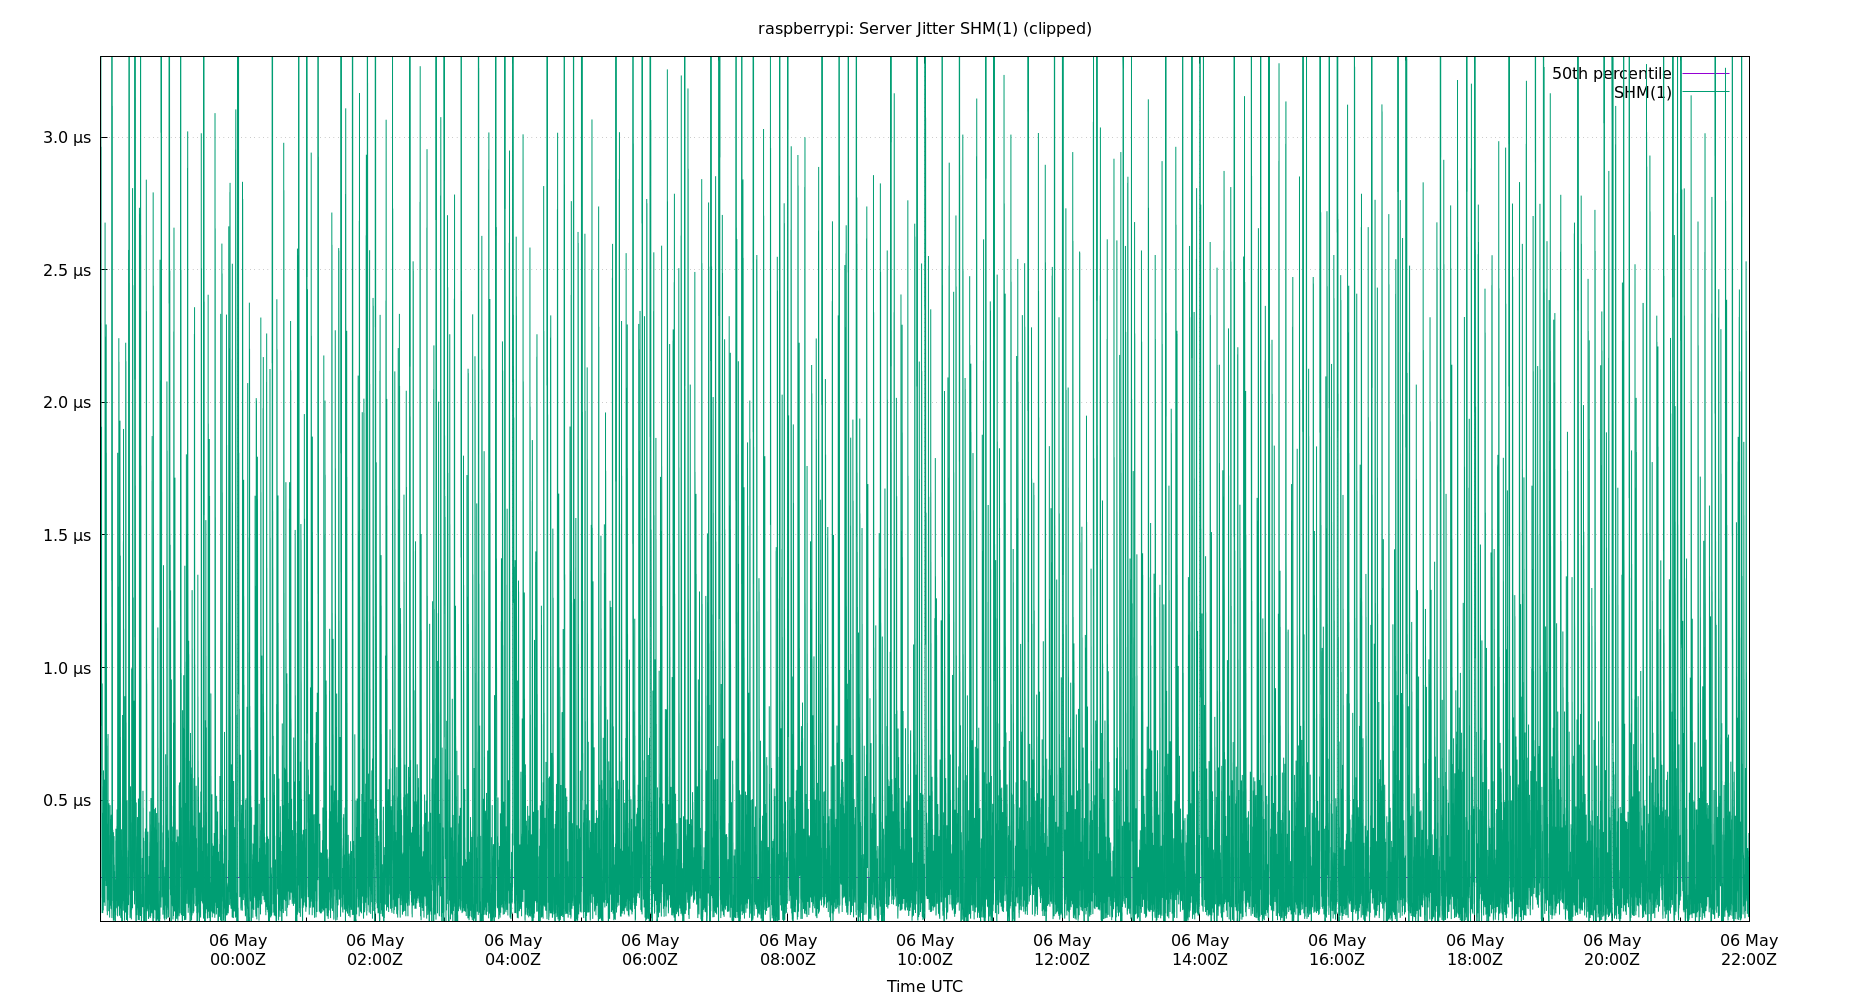 raspberrypi: Server Jitter SHM(1) (clipped)
50th percentile
SHM(1)
3.0 µs
2.5 µs
2.0 µs
1.5 µs
1.0 µs
0.5 µs
06 May 06 May 06 May 06 May 06 May 06 May 06 May 06 May 06 May 06 May 06 May 06 May
00:00Z 02:00Z 04:00Z 06:00Z 08:00Z 10:00Z 12:00Z 14:00Z 16:00Z 18:00Z 20:00Z 22:00Z
Time UTC